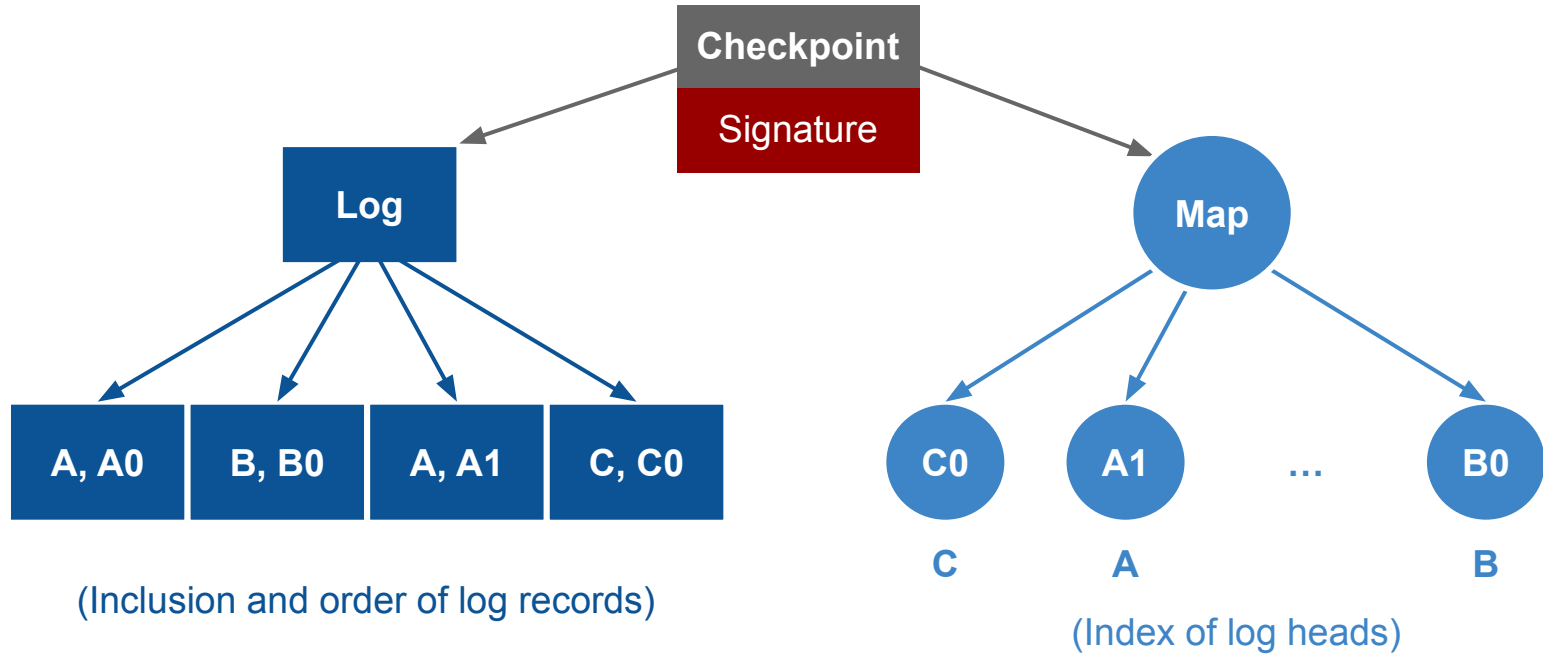 Checkpoint
Signature
Log
Map
A, A0
B, B0
A, A1
C, C0
C0
A1
...
B0
C
A
B
(Inclusion and order of log records)
(Index of log heads)